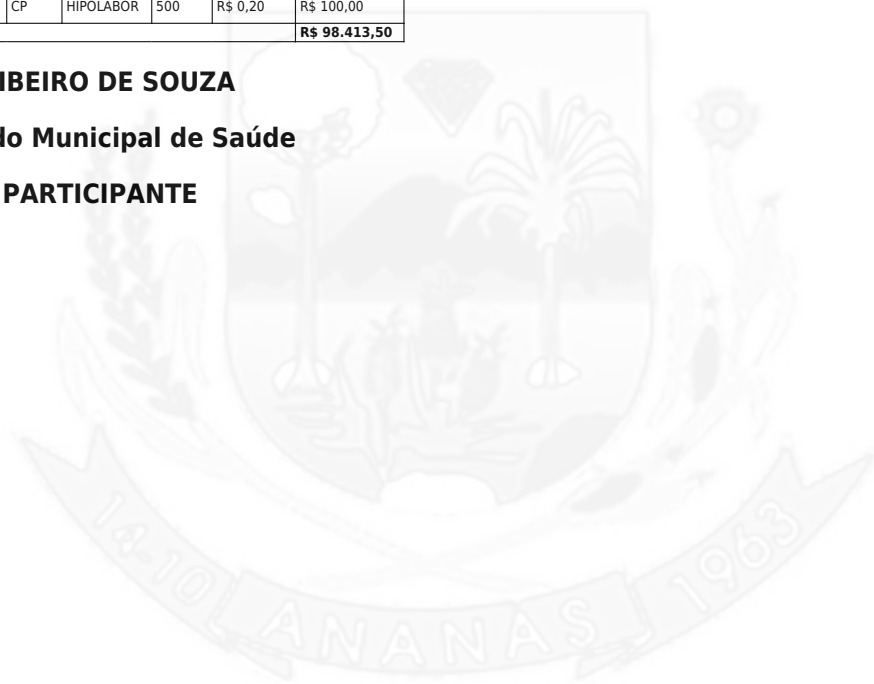 CP HIPOLABOR 500 R$ 0,20 R$ 100,00
R$ 98.413,50
IBEIRO DE SOUZA
do Municipal de Saúde
PARTICIPANTE
14-10 ANANAS 1963